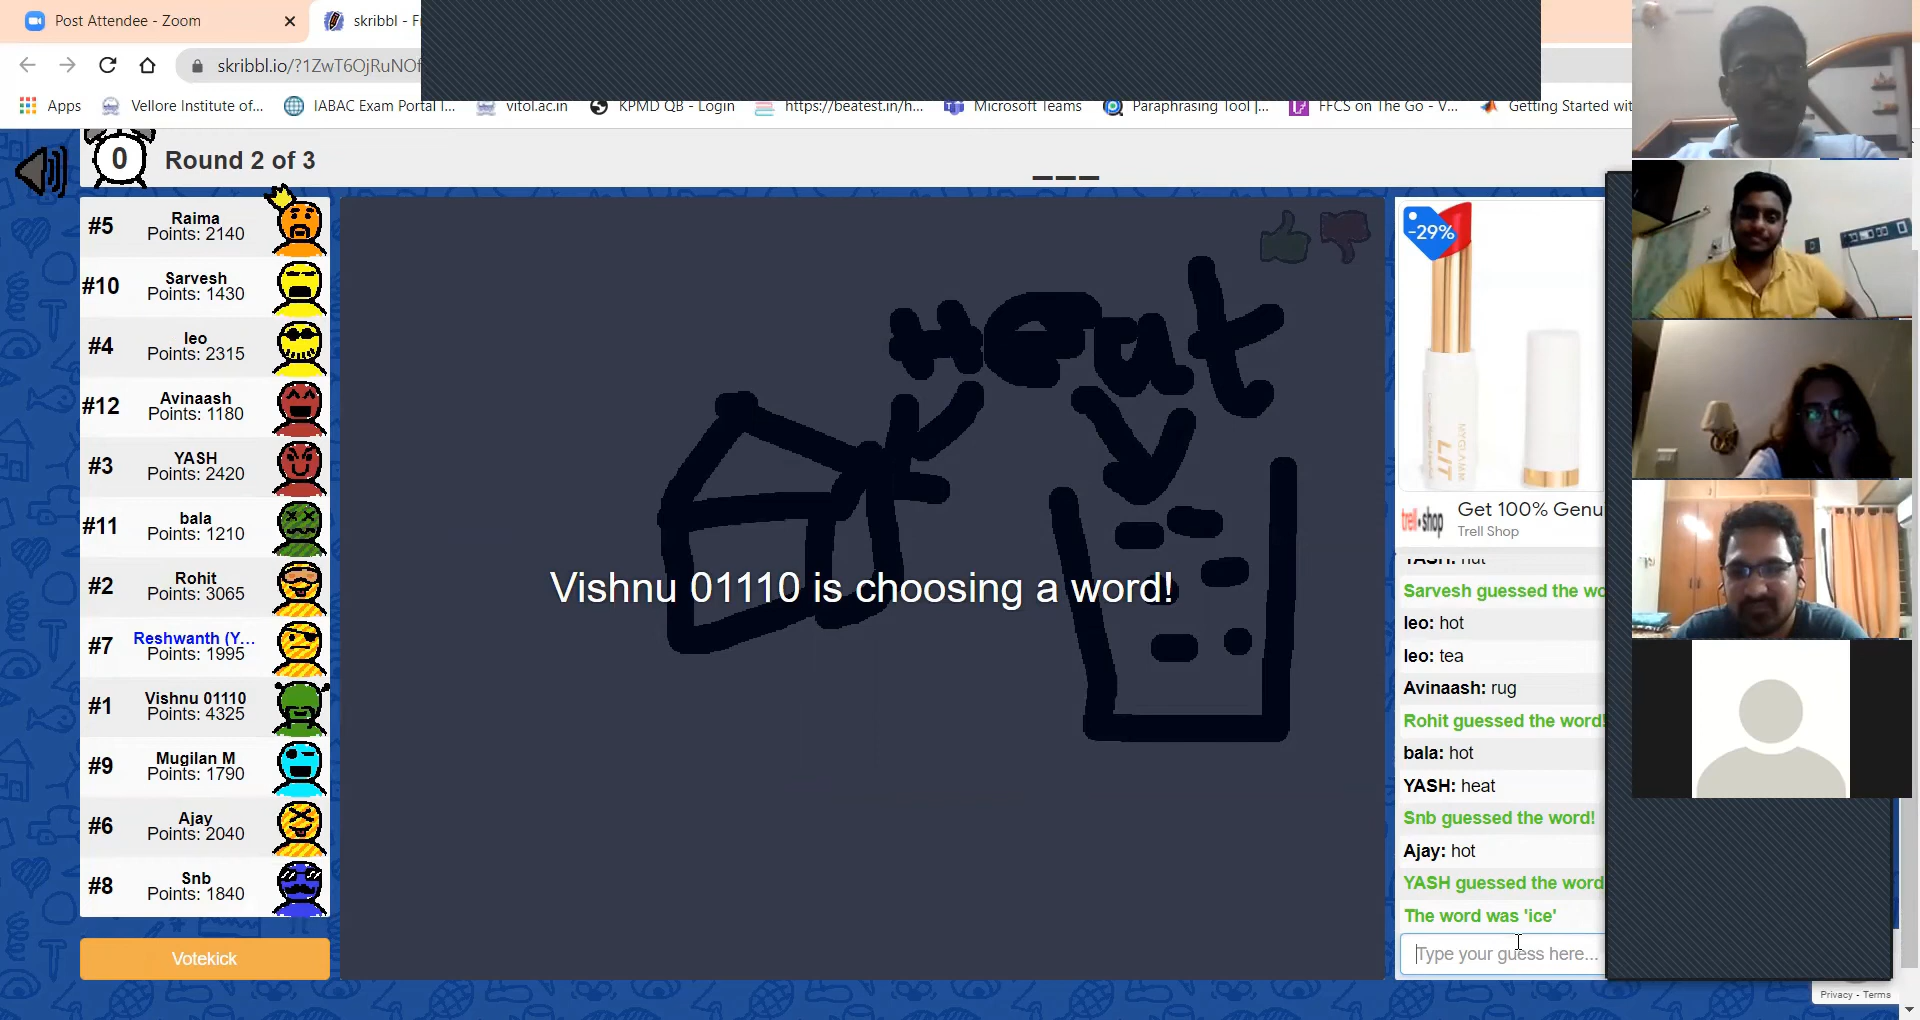 Post Attendee - Zoom
skribbl - F
skribbl.io/?1ZwT6OjRuNOf
Apps
Vellore Institute of...
IABAC Exam Portal I...
vitol.ac.in
KPMD QB - Login
https://beatest.in/h...
Microsoft Teams
Paraphrasing Tool |...
FFCS on The Go - V...
Getting Started wit
0
Round 2 of 3
___
#5
Raima
Points: 2140
#10
Sarvesh
Points: 1430
#4
leo
Points: 2315
#12
Avinaash
Points: 1180
#3
YASH
Points: 2420
#11
bala
Points: 1210
#2
Rohit
Points: 3065
#7
Reshwanth (Y...
Points: 1995
#1
Vishnu 01110
Points: 4325
#9
Mugilan M
Points: 1790
#6
Ajay
Points: 2040
#8
Snb
Points: 1840
Votekick
Heat
Vishnu 01110 is choosing a word!
-29%
MYGLAMM
LIT
Get 100% Genu
trell shop
Trell Shop
Sarvesh guessed the wo
leo: hot
leo: tea
Avinaash: rug
Rohit guessed the word!
bala: hot
YASH: heat
Snb guessed the word!
Ajay: hot
YASH guessed the word
The word was 'ice'
Type your guess here...
Privacy - Terms